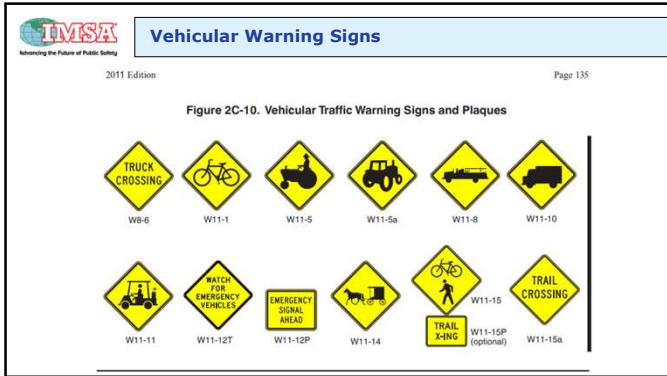 IMSA
Advancing the Future of Public Safety
Vehicular Warning Signs
2011 Edition
Page 135
Figure 2C-10. Vehicular Traffic Warning Signs and Plaques
TRUCK
CROSSING
W8-6
W11-1
W11-5
W11-5a
W11-8
W11-10
W11-11
WATCH
FOR
EMERGENCY
VEHICLES
W11-12T
EMERGENCY
SIGNAL
AHEAD
W11-12P
W11-14
W11-15
TRAIL
X-ING
W11-15P
(optional)
TRAIL
CROSSING
W11-15a